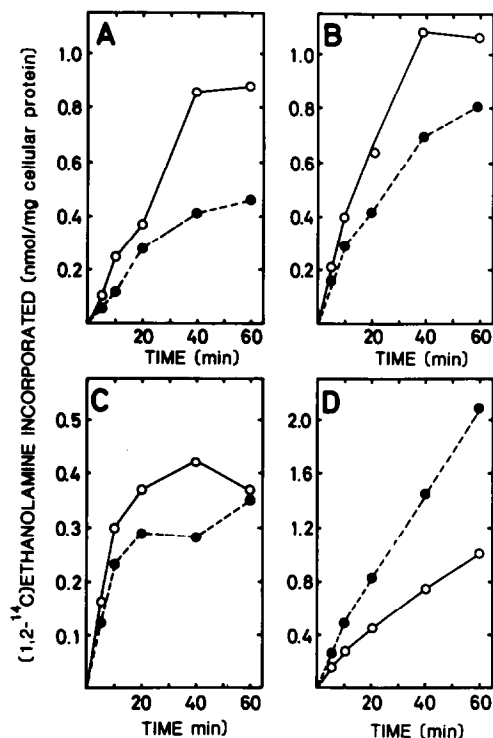 (1,2-¹⁴C)ETHANOLAMINE INCORPORATED (nmol/mg cellular protein)
A
1.0
0.8
0.6
0.4
0.2
20 40 60
TIME (min)
B
1.0
0.8
0.6
0.4
0.2
20 40 60
TIME (min)
C
0.5
0.4
0.3
0.2
0.1
20 40 60
TIME min)
D
2.0
1.6
1.2
0.8
0.4
20 40 60
TIME (min)